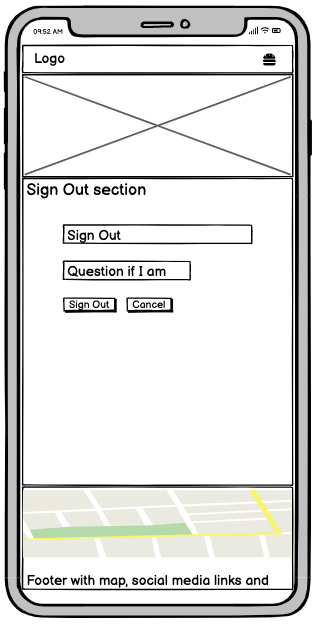 09:52 AM
Logo
Sign Out section
Sign Out
Question if I am
Sign Out Cancel
Footer with map, social media links and